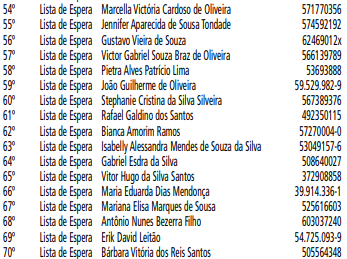 54º Lista de Espera Marcella Victória Cardoso de Oliveira 571770356
55º Lista de Espera Jennifer Aparecida de Sousa Tondade 574592192
56º Lista de Espera Gustavo Vieira de Souza 62469012x
57º Lista de Espera Victor Gabriel Souza Braz de Oliveira 566139789
58º Lista de Espera Pietra Alves Patrício Lima 53693888
59º Lista de Espera João Guilherme de Oliveira 59.529.982-9
60º Lista de Espera Stephanie Cristina da Silva Silveira 567389376
61º Lista de Espera Rafael Galdino dos Santos 492350115
62º Lista de Espera Bianca Amorim Ramos 57270004-0
63º Lista de Espera Isabelly Alessandra Mendes de Souza da Silva 53049157-6
64º Lista de Espera Gabriel Esdra da Silva 508640027
65º Lista de Espera Vitor Hugo da Silva Santos 372908858
66º Lista de Espera Maria Eduarda Dias Mendonça 39.914.336-1
67º Lista de Espera Mariana Elisa Marques de Sousa 525616603
68º Lista de Espera Antônio Nunes Bezerra Filho 603037240
69º Lista de Espera Erik David Leitão 54.725.093-9
70º Lista de Espera Bárbara Vitória dos Reis Santos 505564348